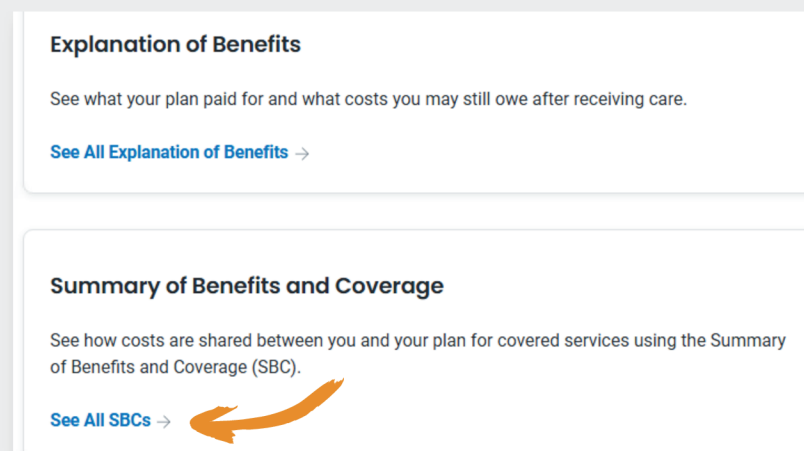 Explanation of Benefits
See what your plan paid for and what costs you may still owe after receiving care.
See All Explanation of Benefits →
Summary of Benefits and Coverage
See how costs are shared between you and your plan for covered services using the Summary
of Benefits and Coverage (SBC).
See All SBCs →